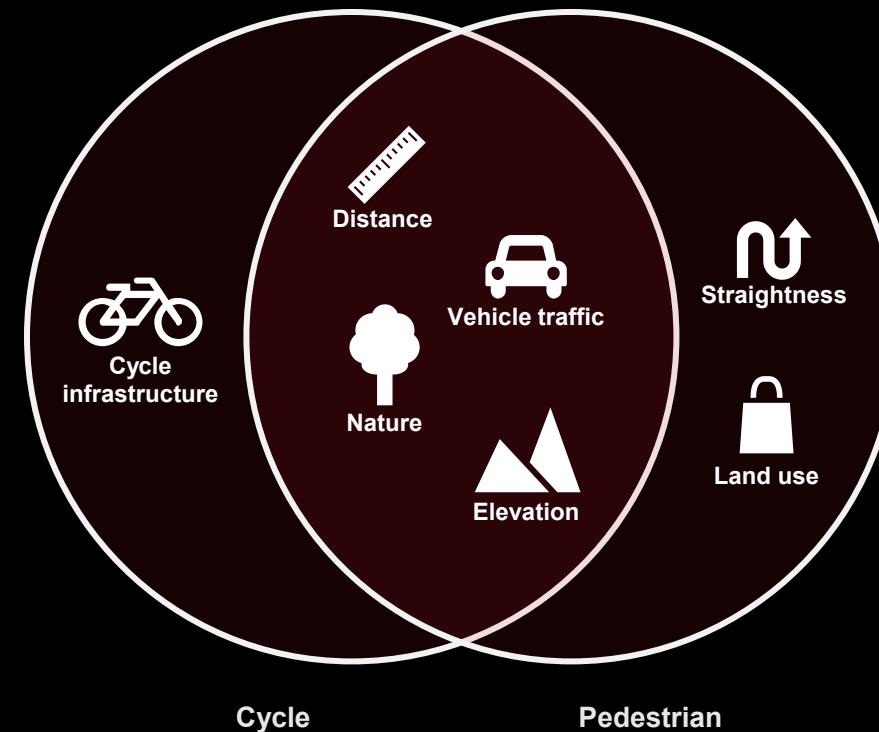 Distance
Vehicle traffic
Straightness
Cycle
infrastructure
Nature
Land use
Elevation
Cycle
Pedestrian